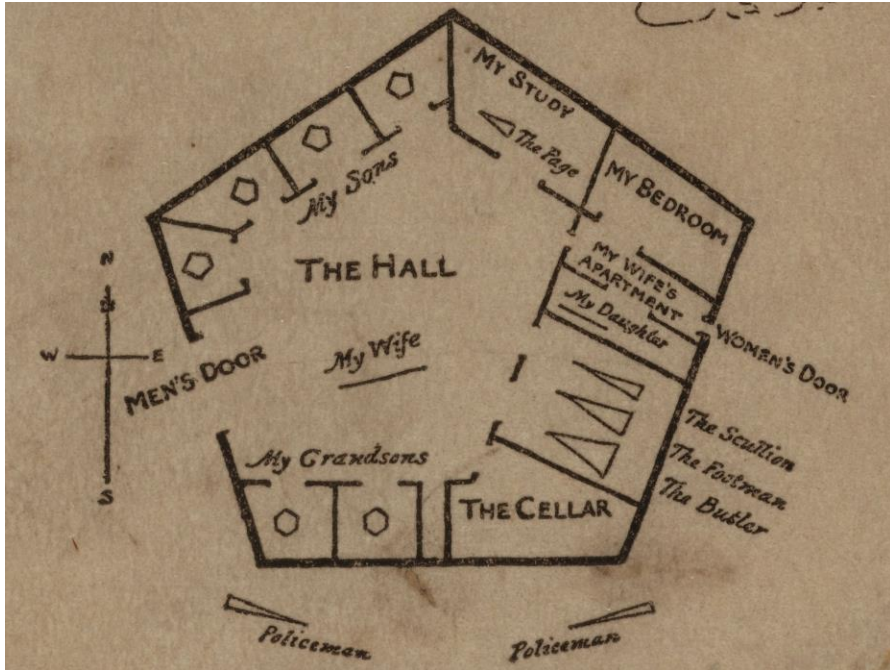 MY STUDY
The Page
MY BEDROOM
My Sons
THE HALL
MY WIFE'S
APARTMENT
My Daughter
WOMEN'S DOOR
N
W
E
S
MEN'S DOOR
My Wife
My Grandsons
THE CELLAR
The Scullion
The Footman
The Butler
Policeman
Policeman